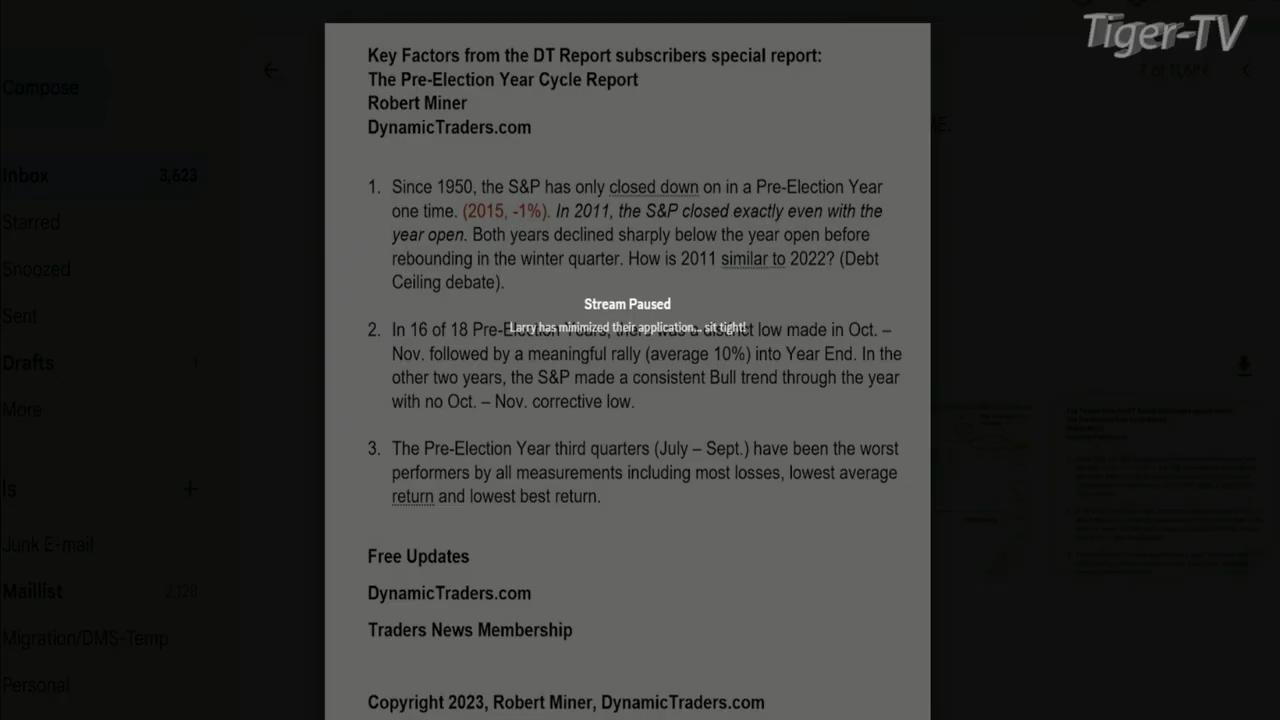 Tiger-TV
Key Factors from the DT Report subscribers special report:
The Pre-Election Year Cycle Report
Robert Miner
DynamicTraders.com
1. Since 1950, the S&P has only closed down on in a Pre-Election Year
one time. (2015, -1%). In 2011, the S&P closed exactly even with the
year open. Both years declined sharply below the year open before
rebounding in the winter quarter. How is 2011 similar to 2022? (Debt
Ceiling debate).
Stream Paused
Larry has minimized their application... sit tight!
2. In 16 of 18 Pre-Election Years, there was a distinct low made in Oct. –
Nov. followed by a meaningful rally (average 10%) into Year End. In the
other two years, the S&P made a consistent Bull trend through the year
with no Oct. – Nov. corrective low.
3. The Pre-Election Year third quarters (July – Sept.) have been the worst
performers by all measurements including most losses, lowest average
return and lowest best return.
Free Updates
DynamicTraders.com
Traders News Membership
Copyright 2023, Robert Miner, DynamicTraders.com
Compose
Inbox 3,623
Starred
Snoozed
Sent
Drafts 1
More
ls +
Junk E-mail
Maillist 2,128
Migration/DMS-Temp
Personal